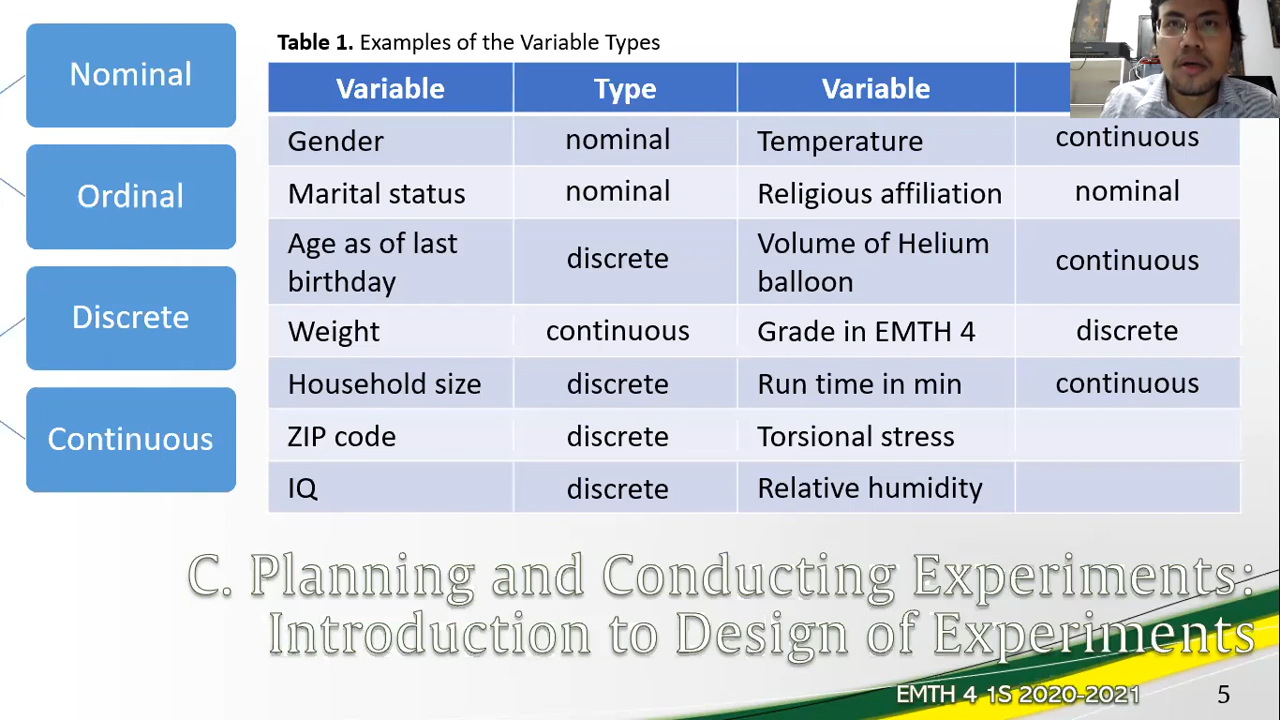 Nominal
Ordinal
Discrete
Continuous
Table 1. Examples of the Variable Types
Variable Type Variable
Gender nominal Temperature continuous
Marital status nominal Religious affiliation nominal
Age as of last birthday discrete Volume of Helium balloon continuous
Weight continuous Grade in EMTH 4 discrete
Household size discrete Run time in min continuous
ZIP code discrete Torsional stress
IQ discrete Relative humidity
C. Planning and Conducting Experiments:
Introduction to Design of Experiments
EMTH 4 1S 2020-2021 5